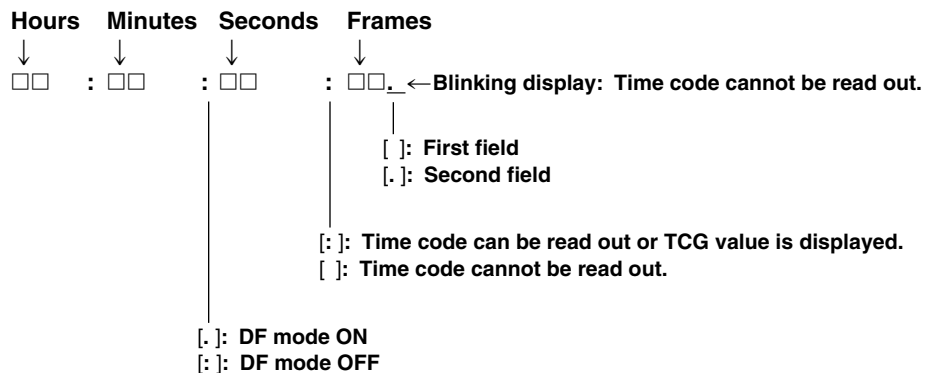 Hours Minutes Seconds Frames
↓ ↓ ↓ ↓
□□ : □□ : □□ : □□._ ←Blinking display: Time code cannot be read out.
[ ]: First field
[. ]: Second field
[: ]: Time code can be read out or TCG value is displayed.
[ ]: Time code cannot be read out.
[. ]: DF mode ON
[: ]: DF mode OFF